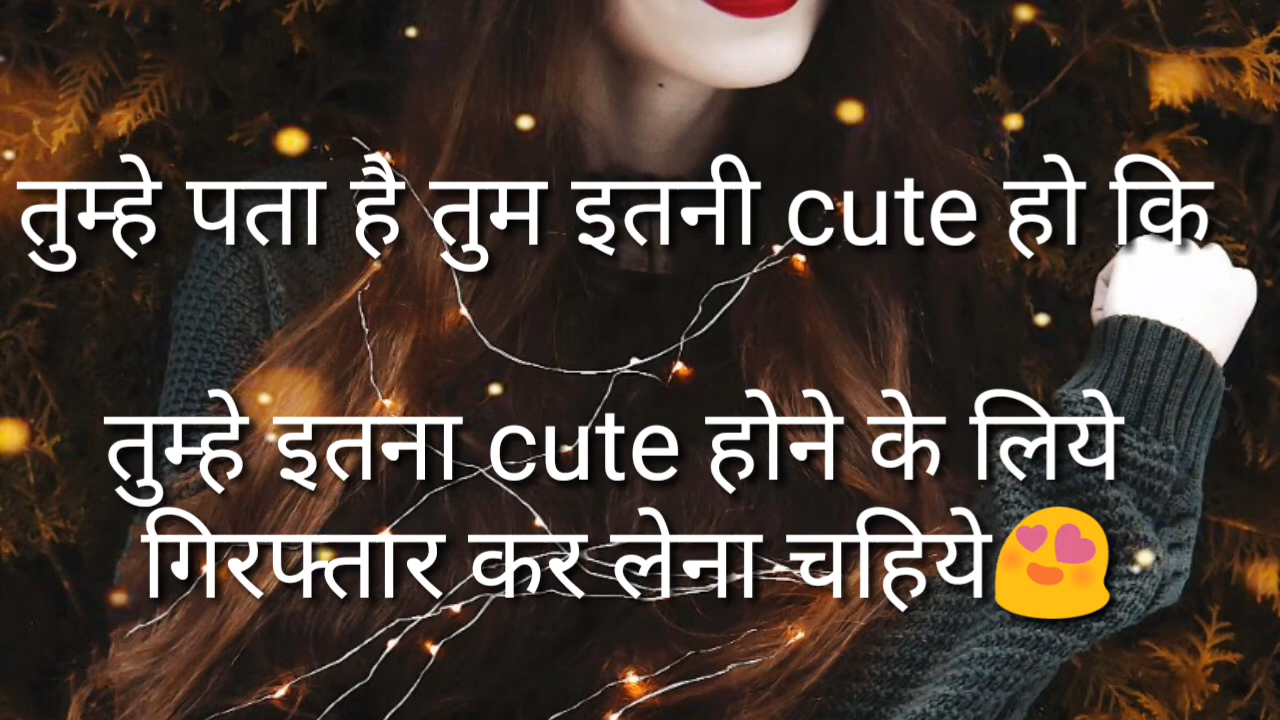 तुम्हे पता है तुम इतनी cute हो कि
तुम्हे इतना cute होने के लिये
गिरफ्तार कर लेना चहिये😍